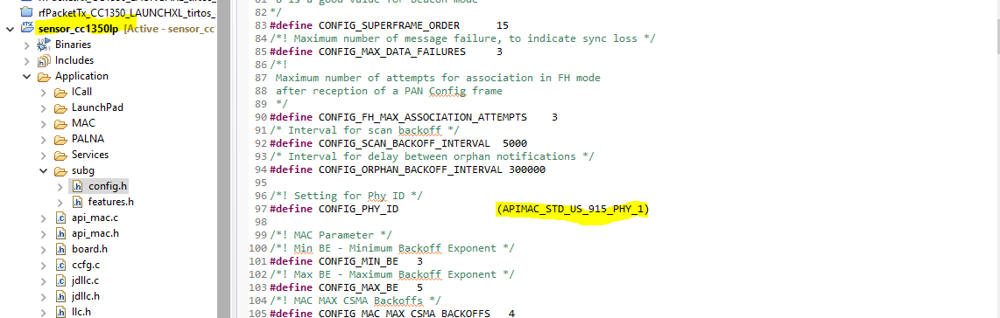 rfPacketTx_CC1350_LAUNCHXL_tirtos_
sensor_cc1350lp [Active - sensor_cc1
Binaries
Includes
Application
ICall
LaunchPad
MAC
PALNA
Services
subg
config.h
features.h
api_mac.c
api_mac.h
board.h
ccfg.c
jdllc.c
jdllc.h
llc.h
82 */
83 #define CONFIG_SUPERFRAME_ORDER 15
84 /*! Maximum number of message failure, to indicate sync loss */
85 #define CONFIG_MAX_DATA_FAILURES 3
86 /*!
87 Maximum number of attempts for association in FH mode
88 after reception of a PAN Config frame
89 */
90 #define CONFIG_FH_MAX_ASSOCIATION_ATTEMPTS 3
91 /* Interval for scan backoff */
92 #define CONFIG_SCAN_BACKOFF_INTERVAL 5000
93 /* Interval for delay between orphan notifications */
94 #define CONFIG_ORPHAN_BACKOFF_INTERVAL 300000
95
96 /*! Setting for Phy ID */
97 #define CONFIG_PHY_ID (APIMAC_STD_US_915_PHY_1)
98
99 /*! MAC Parameter */
100 /*! Min BE - Minimum Backoff Exponent */
101 #define CONFIG_MIN_BE 3
102 /*! Max BE - Maximum Backoff Exponent */
103 #define CONFIG_MAX_BE 5
104 /*! MAC MAX CSMA Backoffs */
105 #define CONFIG_MAC_MAX_CSMA_BACKOFFS 4